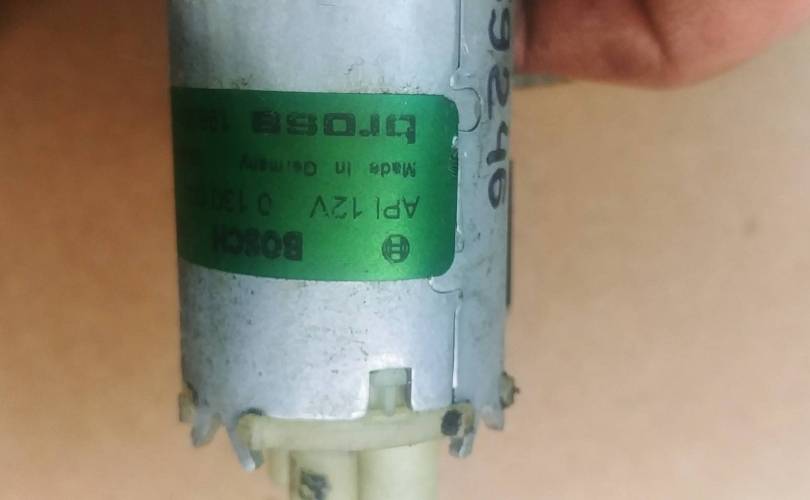 BOSCH
API 12V 0 130
Made in Germany
brose
9246